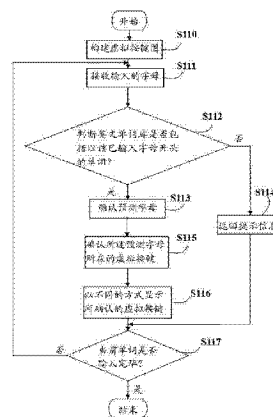 开始
S110
构建虚拟按键图
S111
接收输入的字母
S112
判断英文单词库是否包
括以该已输入字母开头
的单词?
否
是
S113
确认预测字母
S114
返回提示信息
S115
确认所述预测字母
所在的虚拟按键
S116
以不同的方式显示
所确认的虚拟按键
S117
否
当前单词是否
输入完毕?
是
结束